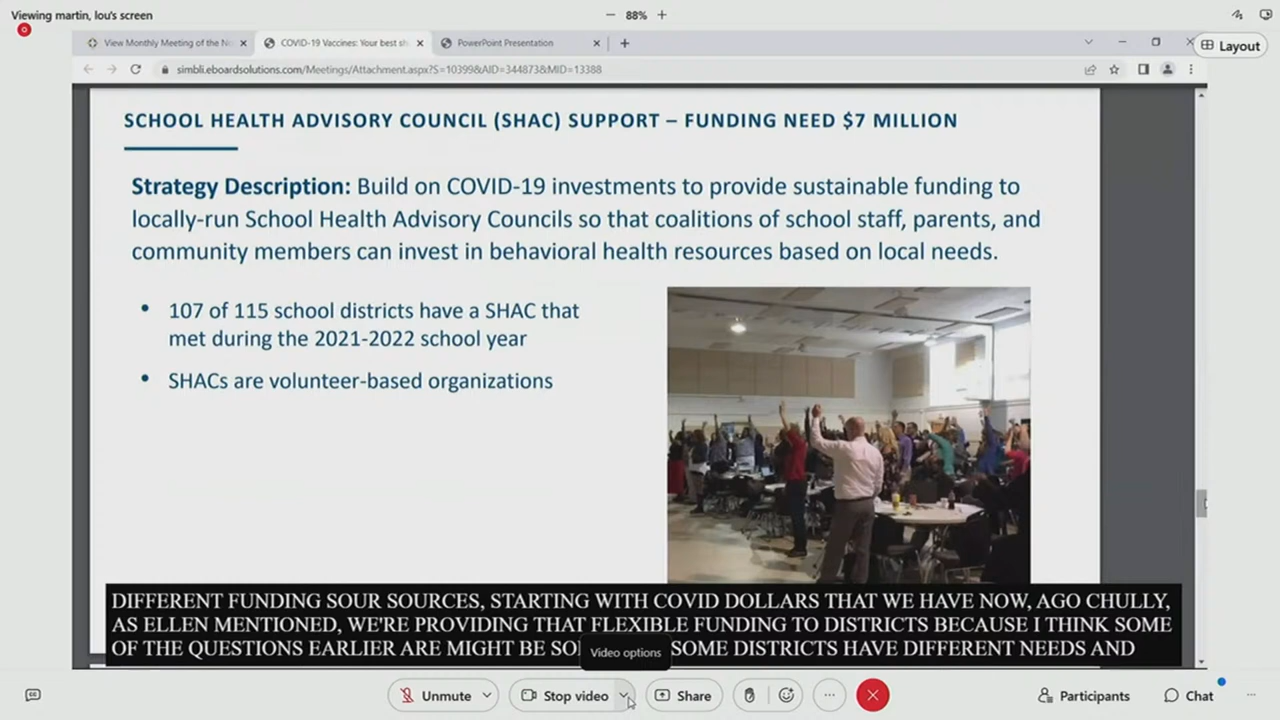 Viewing martin, lou's screen
88%
Layout
View Monthly Meeting of the No
COVID-19 Vaccines: Your best sh
PowerPoint Presentation
simbli.eboardsolutions.com/Meetings/Attachment.aspx?S=10399&AID=344873&MID=13388
SCHOOL HEALTH ADVISORY COUNCIL (SHAC) SUPPORT – FUNDING NEED $7 MILLION
Strategy Description: Build on COVID-19 investments to provide sustainable funding to
locally-run School Health Advisory Councils so that coalitions of school staff, parents, and
community members can invest in behavioral health resources based on local needs.
• 107 of 115 school districts have a SHAC that
met during the 2021-2022 school year
• SHACs are volunteer-based organizations
DIFFERENT FUNDING SOUR SOURCES, STARTING WITH COVID DOLLARS THAT WE HAVE NOW, AGO CHULLY,
AS ELLEN MENTIONED, WE'RE PROVIDING THAT FLEXIBLE FUNDING TO DISTRICTS BECAUSE I THINK SOME
OF THE QUESTIONS EARLIER ARE MIGHT BE SOME DISTRICTS HAVE DIFFERENT NEEDS AND
Video options
Unmute
Stop video
Share
Participants
Chat